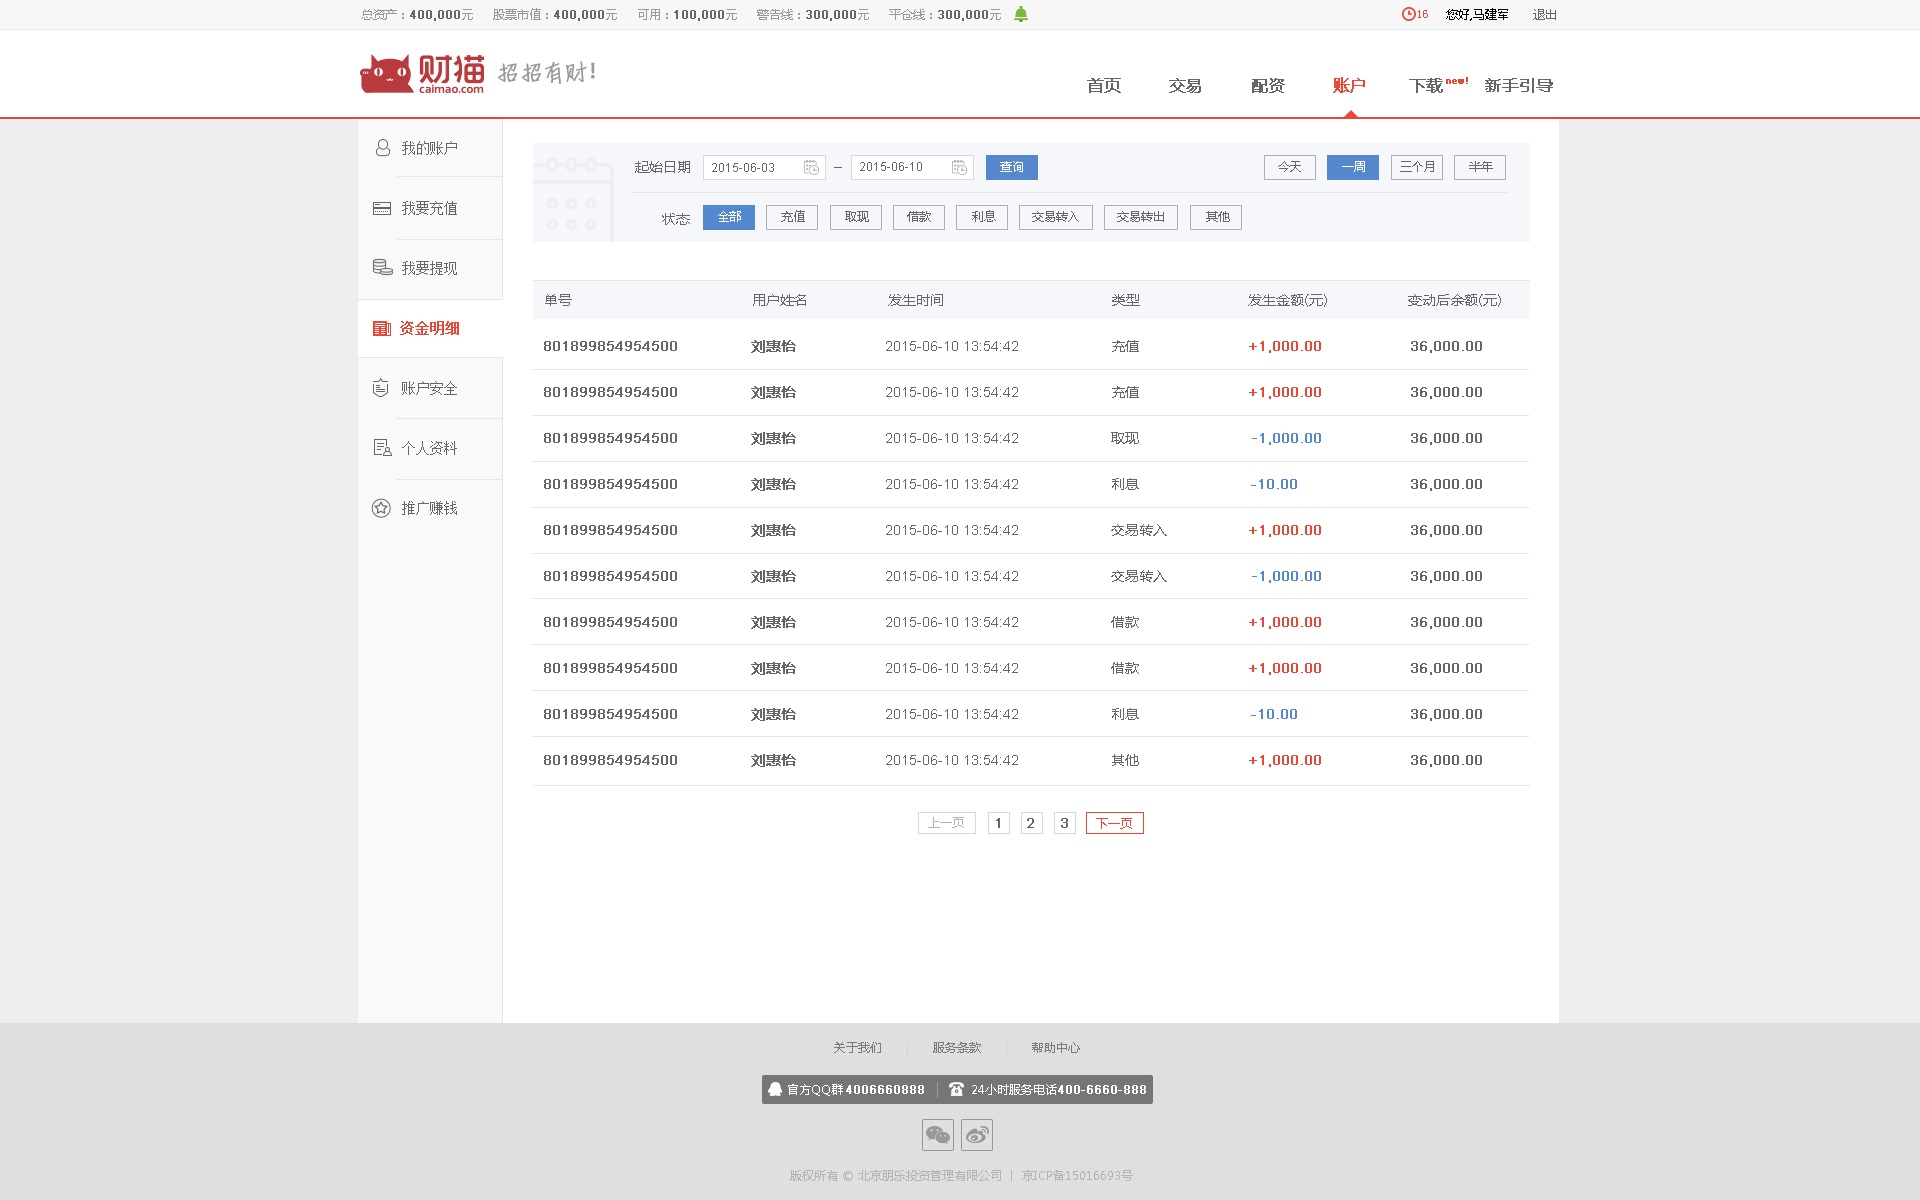 总资产：400,000元 股票市值：400,000元 可用：100,000元 警告线：300,000元 平仓线：300,000元 16 您好,马建军 退出
财猫 招招有财!
caimao.com
首页 交易 配资 账户 下载new! 新手引导
我的账户
我要充值
我要提现
资金明细
账户安全
个人资料
推广赚钱
起始日期 2015-06-03 – 2015-06-10 查询 今天 一周 三个月 半年
状态 全部 充值 取现 借款 利息 交易转入 交易转出 其他
单号 用户姓名 发生时间 类型 发生金额(元) 变动后余额(元)
801899854954500 刘惠怡 2015-06-10 13:54:42 充值 +1,000.00 36,000.00
801899854954500 刘惠怡 2015-06-10 13:54:42 充值 +1,000.00 36,000.00
801899854954500 刘惠怡 2015-06-10 13:54:42 取现 -1,000.00 36,000.00
801899854954500 刘惠怡 2015-06-10 13:54:42 利息 -10.00 36,000.00
801899854954500 刘惠怡 2015-06-10 13:54:42 交易转入 +1,000.00 36,000.00
801899854954500 刘惠怡 2015-06-10 13:54:42 交易转入 -1,000.00 36,000.00
801899854954500 刘惠怡 2015-06-10 13:54:42 借款 +1,000.00 36,000.00
801899854954500 刘惠怡 2015-06-10 13:54:42 借款 +1,000.00 36,000.00
801899854954500 刘惠怡 2015-06-10 13:54:42 利息 -10.00 36,000.00
801899854954500 刘惠怡 2015-06-10 13:54:42 其他 +1,000.00 36,000.00
上一页 1 2 3 下一页
关于我们 服务条款 帮助中心
官方QQ群4006660888 24小时服务电话400-6660-888
版权所有 © 北京朋乐投资管理有限公司 | 京ICP备15016693号